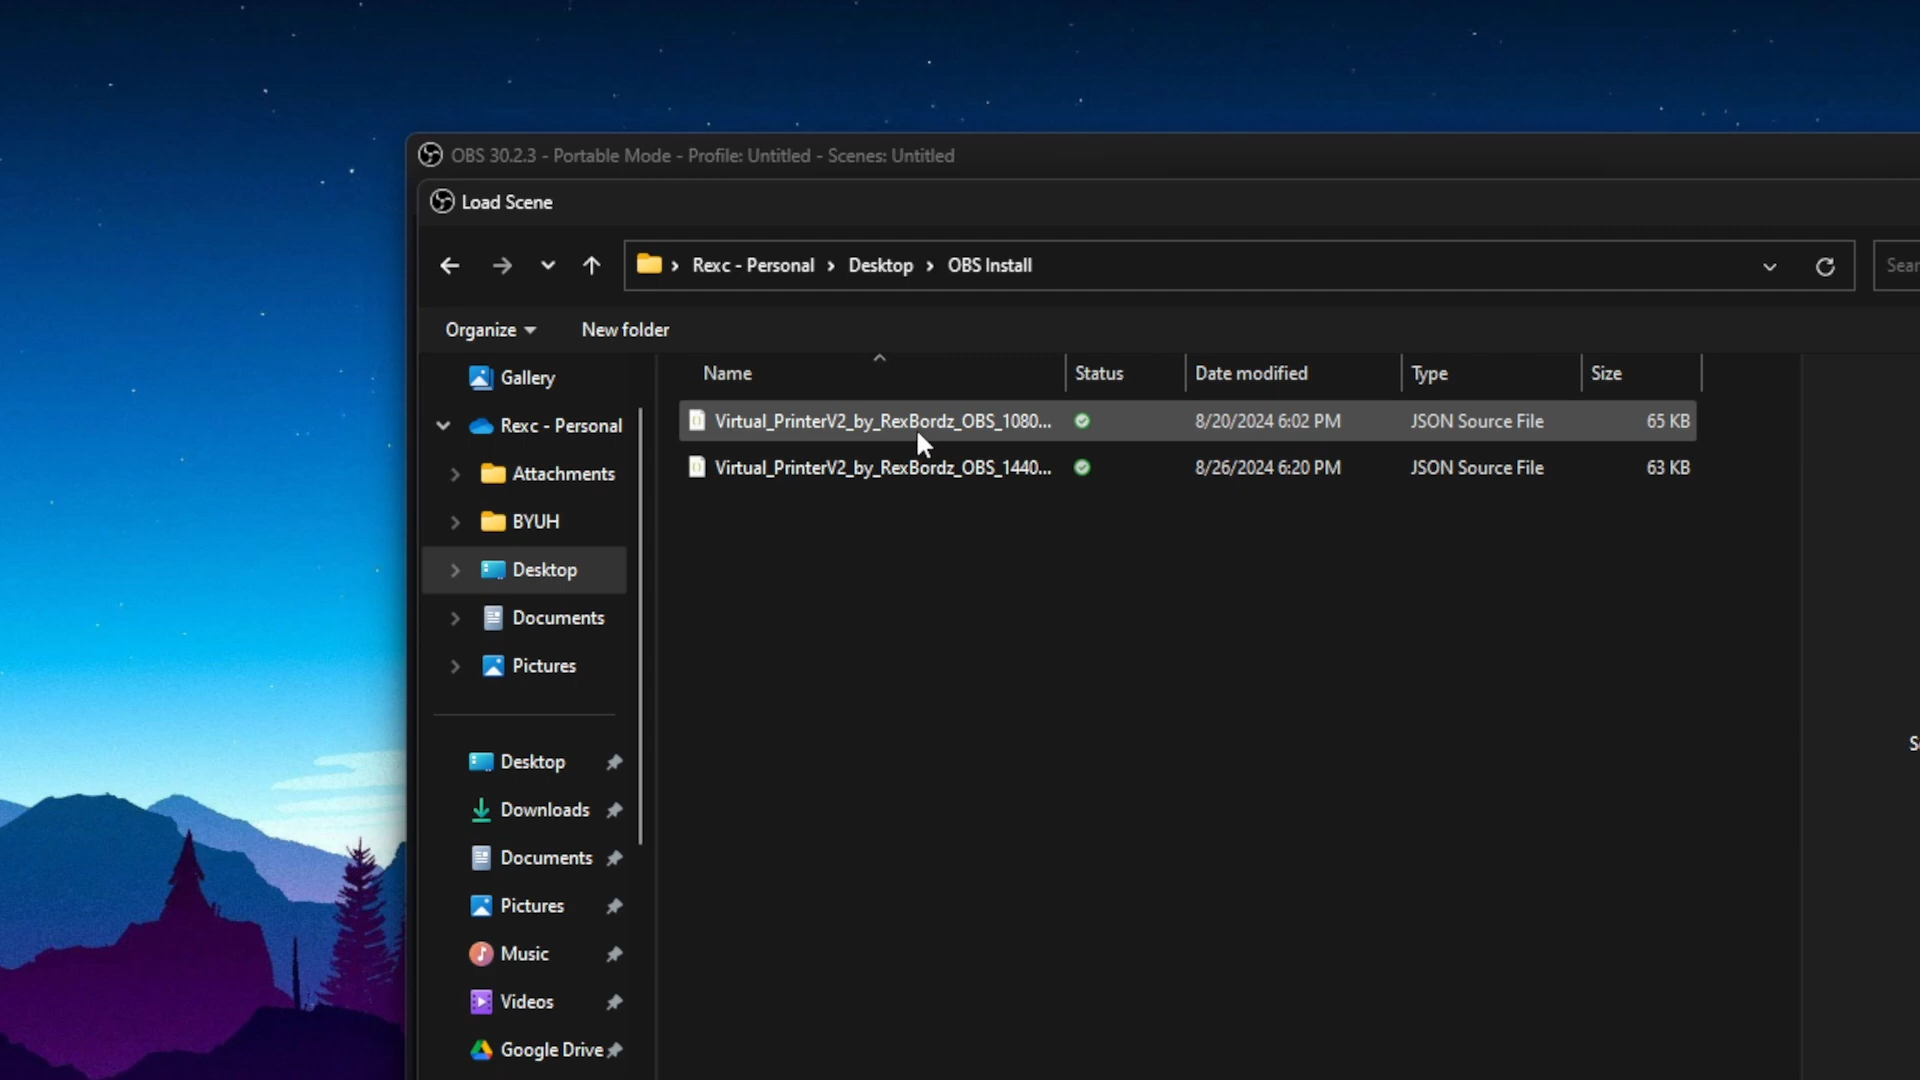 OBS 30.2.3 - Portable Mode - Profile: Untitled - Scenes: Untitled
Load Scene
Rexc - Personal > Desktop > OBS Install
Organize
New folder
Name Status Date modified Type Size
Virtual_PrinterV2_by_RexBordz_OBS_1080... 8/20/2024 6:02 PM JSON Source File 65 KB
Virtual_PrinterV2_by_RexBordz_OBS_1440... 8/26/2024 6:20 PM JSON Source File 63 KB
Gallery
Rexc - Personal
Attachments
BYUH
Desktop
Documents
Pictures
Desktop
Downloads
Documents
Pictures
Music
Videos
Google Drive